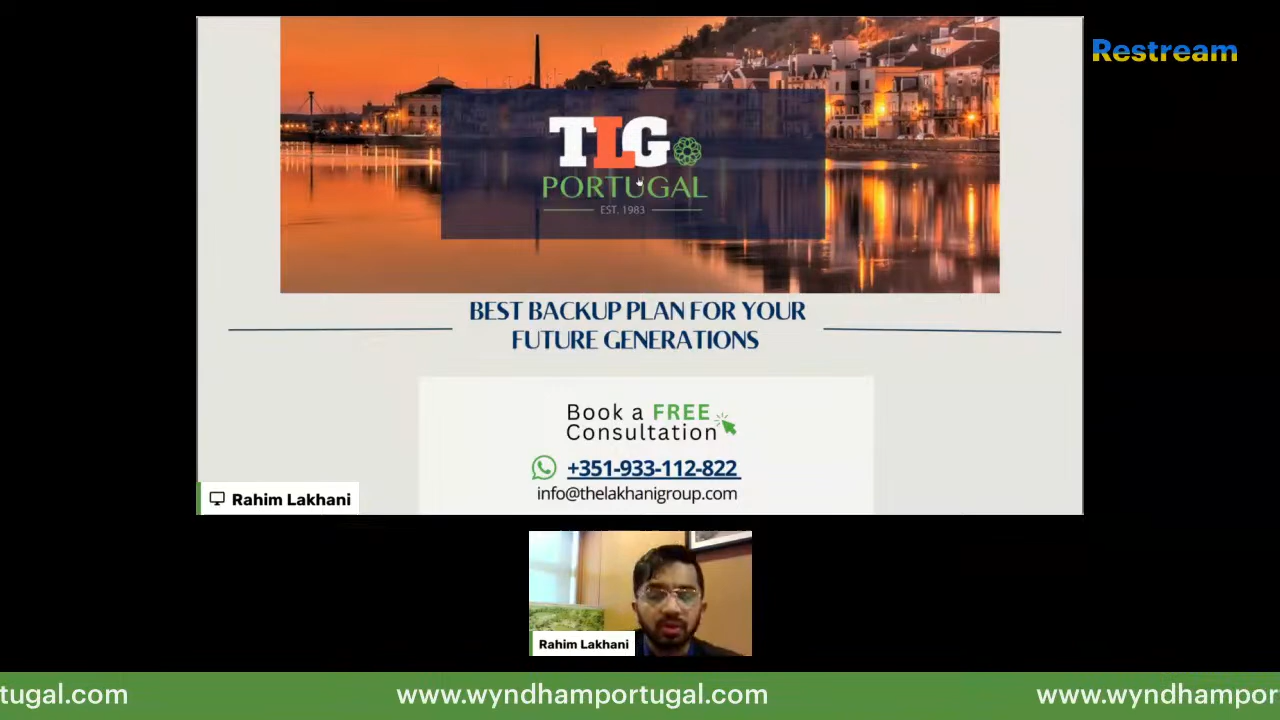 Restream
TLG
PORTUGAL
EST. 1983
BEST BACKUP PLAN FOR YOUR
FUTURE GENERATIONS
Book a FREE
Consultation
+351-933-112-822
info@thelakhanigroup.com
Rahim Lakhani
Rahim Lakhani
tugal.com www.wyndhamportugal.com www.wyndhampor